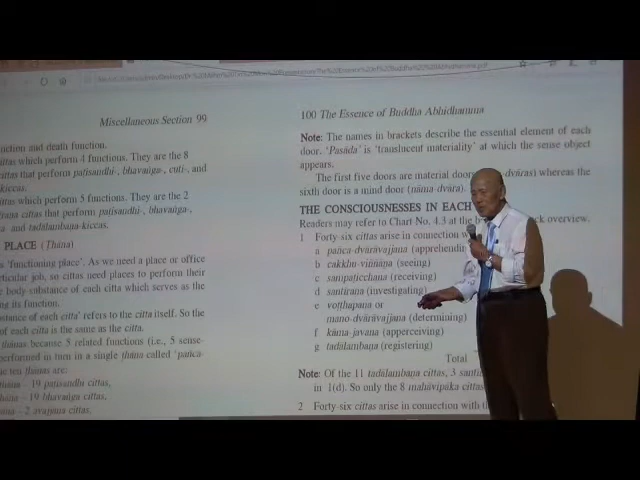 Miscellaneous Section 99
nction and death function.
cittas which perform 4 functions. They are the 8
cittas that perform paṭisandhi-, bhavaṅga-, cuti-, and
kiccas.
cittas which perform 5 functions. They are the 2
cittas that perform paṭisandhi-, bhavaṅga-,
a and tadālambaṇa-kiccas.
PLACE (Ṭhāna)
s 'functioning place'. As we need a place or office
rticular job, so cittas need places to perform their
e body substance of each citta which serves as the
ng its function.
bstance of each citta' refers to the citta itself. So the
of each citta is the same as the citta.
ṭhānas because 5 related functions (i.e., 5 sense-
performed in turn in a single ṭhāna called 'pañca-
e ten ṭhānas are:
- 19 paṭisandhi cittas,
- 19 bhavaṅga cittas,
- 2 āvajjana cittas,
100 The Essence of Buddha Abhidhamma
Note: The names in brackets describe the essential element of each
door. 'Pasāda' is 'translucent materiality' at which the sense object
appears.
The first five doors are material doors dvāras) whereas the
sixth door is a mind door (nāma-dvāra).
THE CONSCIOUSNESSES IN EACH
Readers may refer to Chart No. 4.3 at the b ck overview.
1 Forty-six cittas arise in connection w
a pañca-dvārāvajjana (apprehendin
b cakkhu-viññāṇa (seeing)
c sampaṭicchana (receiving)
d santīraṇa (investigating)
e voṭṭhapana or
mano-dvārāvajjana (determining)
f kāma-javana (apperceiving)
g tadālambaṇa (registering)
Total
Note: Of the 11 tadālambaṇa cittas, 3 santī
in 1(d). So only the 8 mahāvipāka cittas
2 Forty-six cittas arise in connection with t